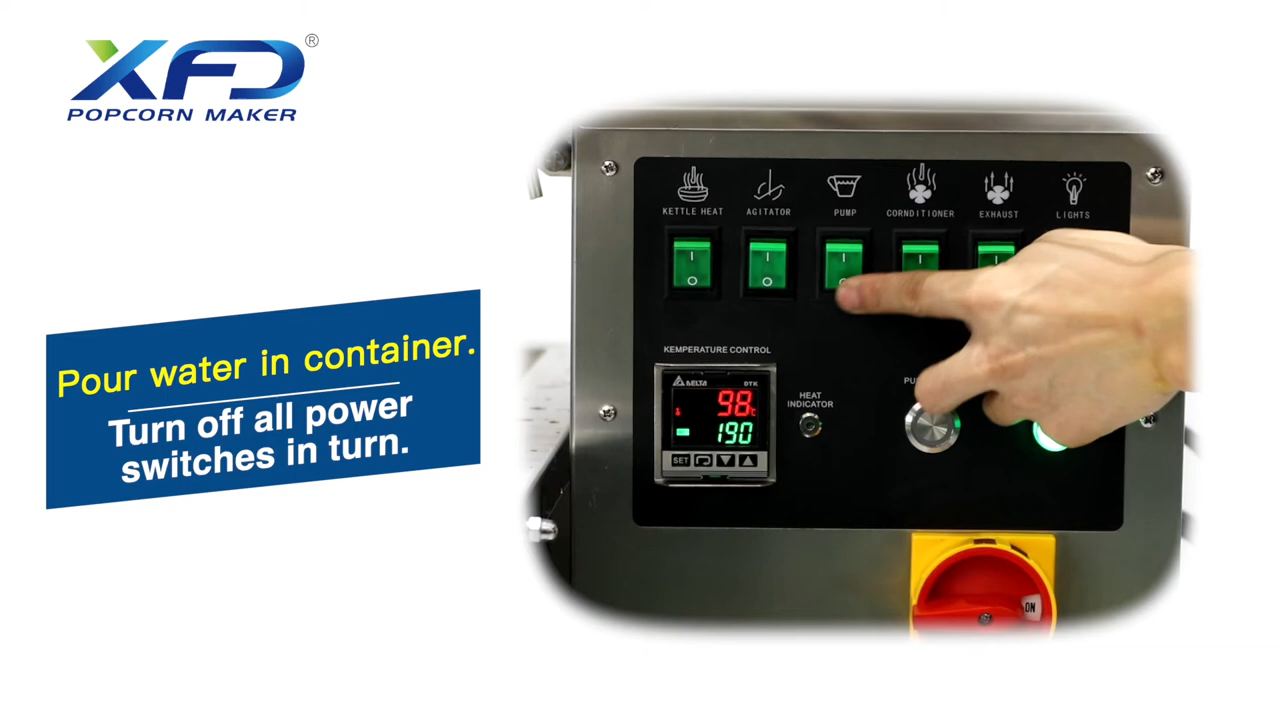 XFD®
POPCORN MAKER
KETTLE HEAT
AGITATOR
PUMP
CORNDITIONER
EXHAUST
LIGHTS
I
O
I
O
I
I
I
Pour water in container.
Turn off all power
switches in turn.
KEMPERATURE CONTROL
DELTA DTK
98°C
190
SET
HEAT
INDICATOR
ON